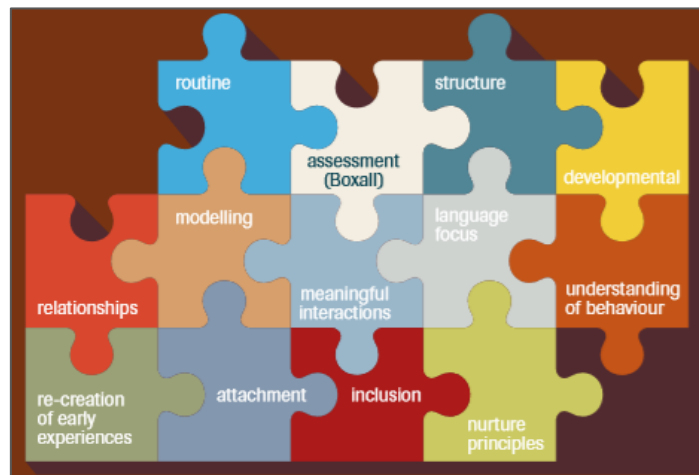 routine
assessment
(Boxall)
structure
developmental
relationships
modelling
meaningful
interactions
language
focus
understanding
of behaviour
re-creation
of early
experiences
attachment
inclusion
nurture
principles